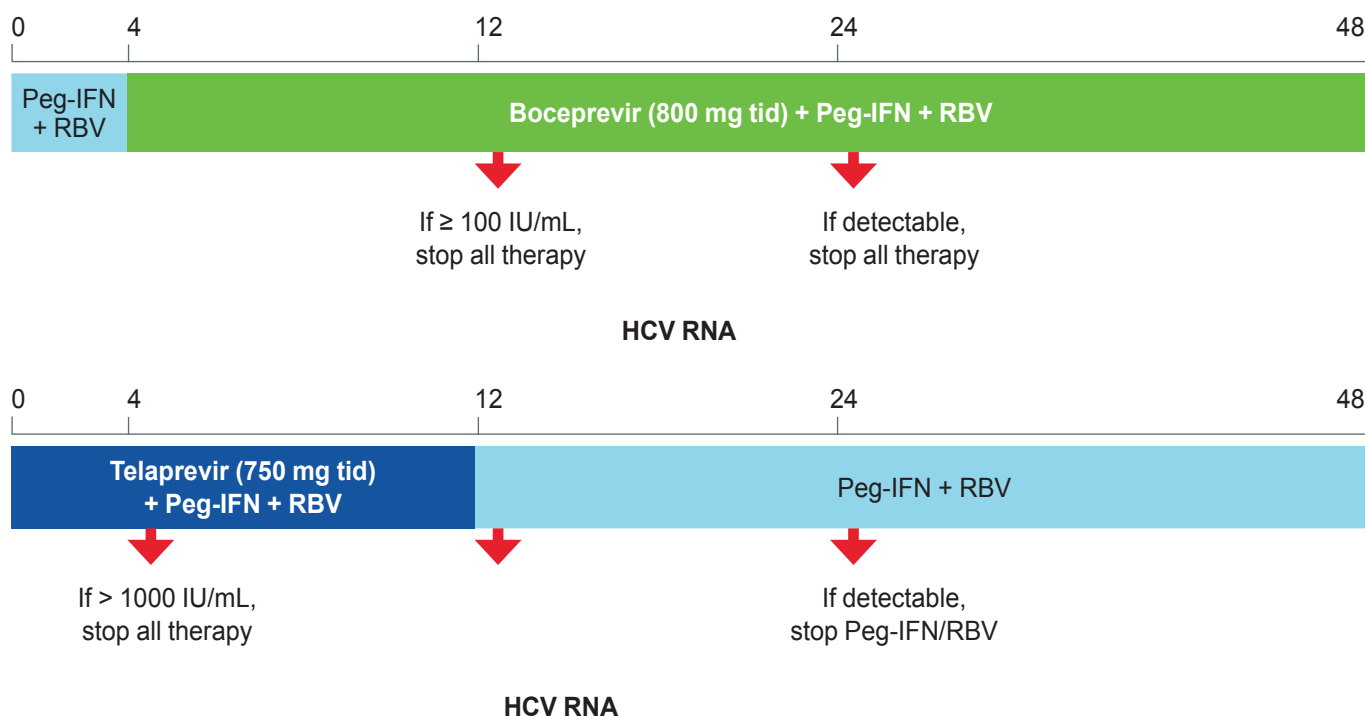 0 4 12 24 48
Peg-IFN
+ RBV
Boceprevir (800 mg tid) + Peg-IFN + RBV
If ≥ 100 IU/mL,
stop all therapy
If detectable,
stop all therapy
HCV RNA
0 4 12 24 48
Telaprevir (750 mg tid)
+ Peg-IFN + RBV
Peg-IFN + RBV
If > 1000 IU/mL,
stop all therapy
If detectable,
stop Peg-IFN/RBV
HCV RNA